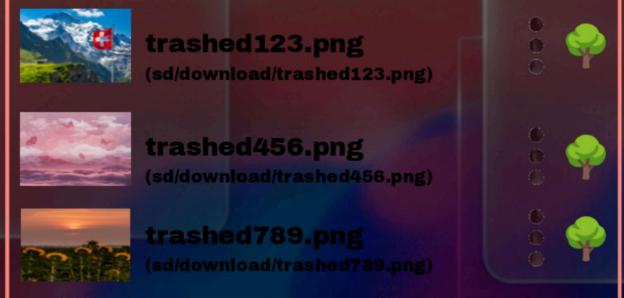 trashed123.png
(sd/download/trashed123.png)
trashed456.png
(sd/download/trashed456.png)
trashed789.png
(sd/download/trashed789.png)